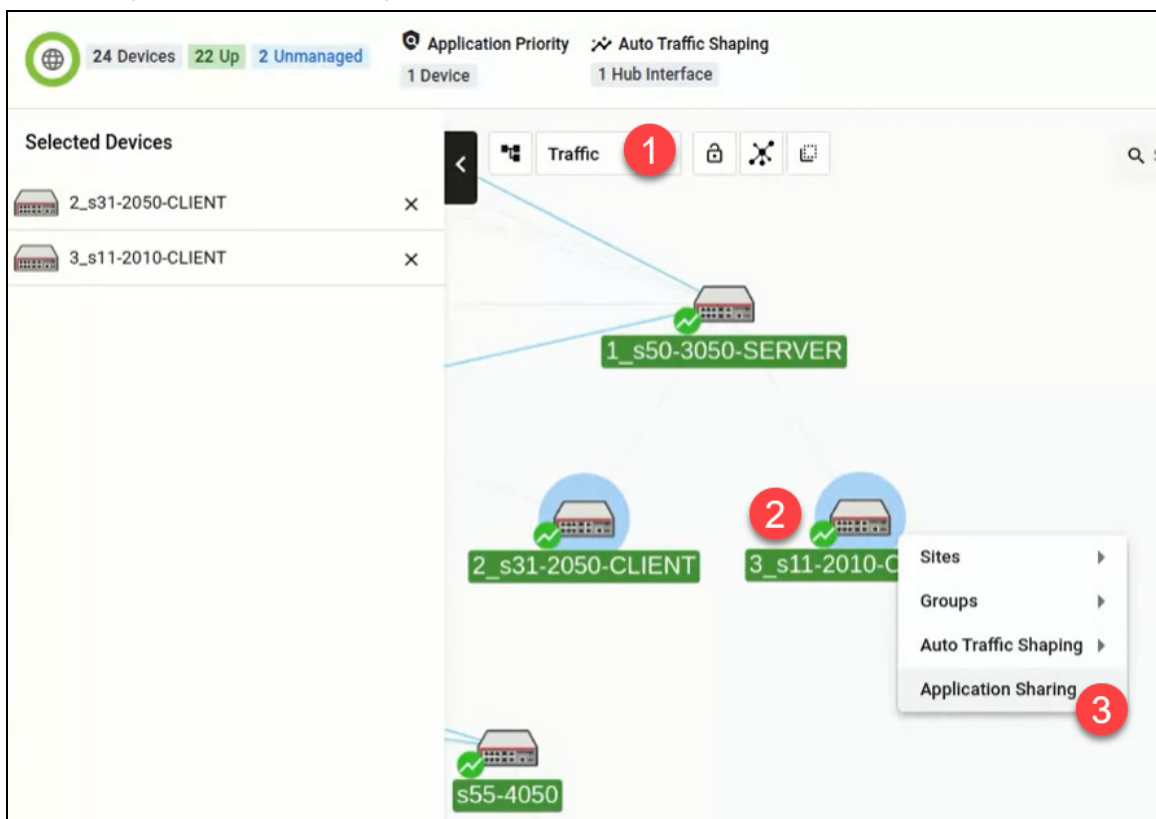 24 Devices 22 Up 2 Unmanaged
Application Priority
1 Device
Auto Traffic Shaping
1 Hub Interface
Selected Devices
2_s31-2050-CLIENT
3_s11-2010-CLIENT
Traffic
1
1_s50-3050-SERVER
2_s31-2050-CLIENT
2
3_s11-2010-C
Sites
Groups
Auto Traffic Shaping
Application Sharing
3
s55-4050